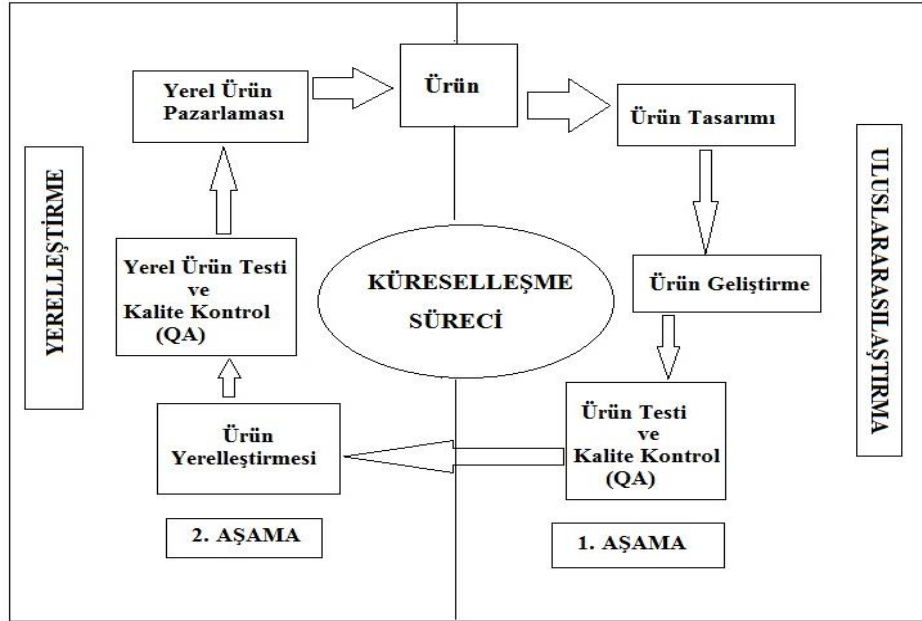 Ürün
Yerel Ürün
Pazarlaması
Ürün Tasarımı
YERELLEŞTİRME
ULUSLARARASILAŞTIRMA
Yerel Ürün Testi
ve
Kalite Kontrol
(QA)
KÜRESELLEŞME
SÜRECİ
Ürün Geliştirme
Ürün
Yerelleştirmesi
Ürün Testi
ve
Kalite Kontrol
(QA)
2. AŞAMA
1. AŞAMA